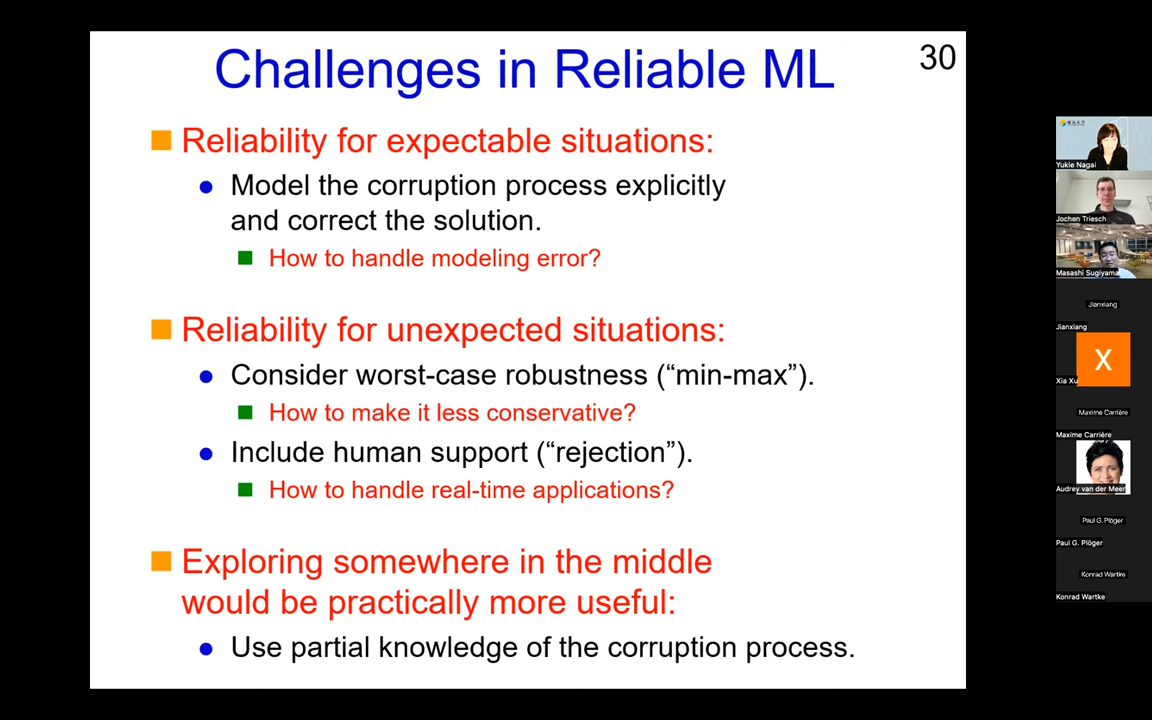 Challenges in Reliable ML
30
Reliability for expectable situations:
Model the corruption process explicitly
and correct the solution.
How to handle modeling error?
Reliability for unexpected situations:
Consider worst-case robustness (“min-max”).
How to make it less conservative?
Include human support (“rejection”).
How to handle real-time applications?
Exploring somewhere in the middle
would be practically more useful:
Use partial knowledge of the corruption process.
Yukie Nagai
Jochen Triesch
Masashi Sugiyama
Jianxiang
Jianxiang
X
Xia Xu
Maxime Carrière
Maxime Carrière
Audrey van der Meer
Paul G. Plöger
Paul G. Plöger
Konrad Wartke
Konrad Wartke